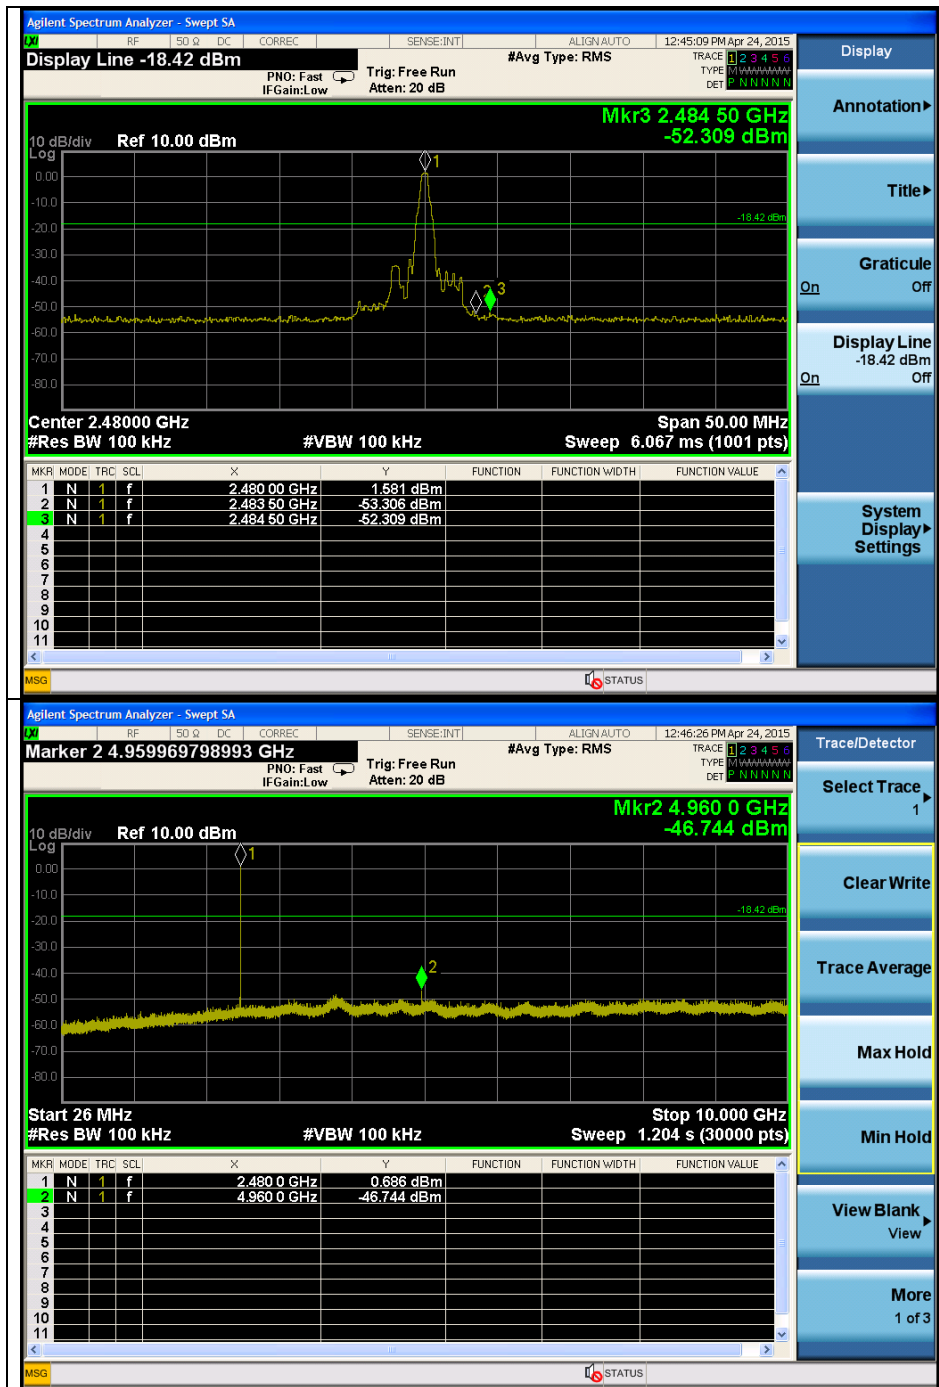 Agilent Spectrum Analyzer - Swept SA
LXI RF 50 Ω DC CORREC SENSE:INT ALIGN AUTO 12:45:09 PM Apr 24, 2015
Display Line -18.42 dBm
PNO: Fast
IFGain:Low
Trig: Free Run
Atten: 20 dB
#Avg Type: RMS
TRACE 1 2 3 4 5 6
TYPE M
DET P N N N N N
Mkr3 2.484 50 GHz
-52.309 dBm
10 dB/div Ref 10.00 dBm
Log
1
0.00
-10.0
-18.42 dBm
-20.0
-30.0
-40.0
2 3
-50.0
-60.0
-70.0
-80.0
Center 2.48000 GHz Span 50.00 MHz
#Res BW 100 kHz #VBW 100 kHz Sweep 6.067 ms (1001 pts)
MKR MODE TRC SCL X Y FUNCTION FUNCTION WIDTH FUNCTION VALUE
1 N 1 f 2.480 00 GHz 1.581 dBm
2 N 1 f 2.483 50 GHz -53.306 dBm
3 N 1 f 2.484 50 GHz -52.309 dBm
4
5
6
7
8
9
10
11
MSG STATUS
Display
Annotation
Title
Graticule
On Off
Display Line
-18.42 dBm
On Off
System
Display
Settings
Agilent Spectrum Analyzer - Swept SA
LXI RF 50 Ω DC CORREC SENSE:INT ALIGN AUTO 12:46:26 PM Apr 24, 2015
Marker 2 4.959969798993 GHz
PNO: Fast
IFGain:Low
Trig: Free Run
Atten: 20 dB
#Avg Type: RMS
TRACE 1 2 3 4 5 6
TYPE M
DET P N N N N N
Mkr2 4.960 0 GHz
-46.744 dBm
10 dB/div Ref 10.00 dBm
Log
1
0.00
-10.0
-18.42 dBm
-20.0
-30.0
2
-40.0
-50.0
-60.0
-70.0
-80.0
Start 26 MHz Stop 10.000 GHz
#Res BW 100 kHz #VBW 100 kHz Sweep 1.204 s (30000 pts)
MKR MODE TRC SCL X Y FUNCTION FUNCTION WIDTH FUNCTION VALUE
1 N 1 f 2.480 0 GHz 0.686 dBm
2 N 1 f 4.960 0 GHz -46.744 dBm
3
4
5
6
7
8
9
10
11
MSG STATUS
Trace/Detector
Select Trace
1
Clear Write
Trace Average
Max Hold
Min Hold
View Blank
View
More
1 of 3